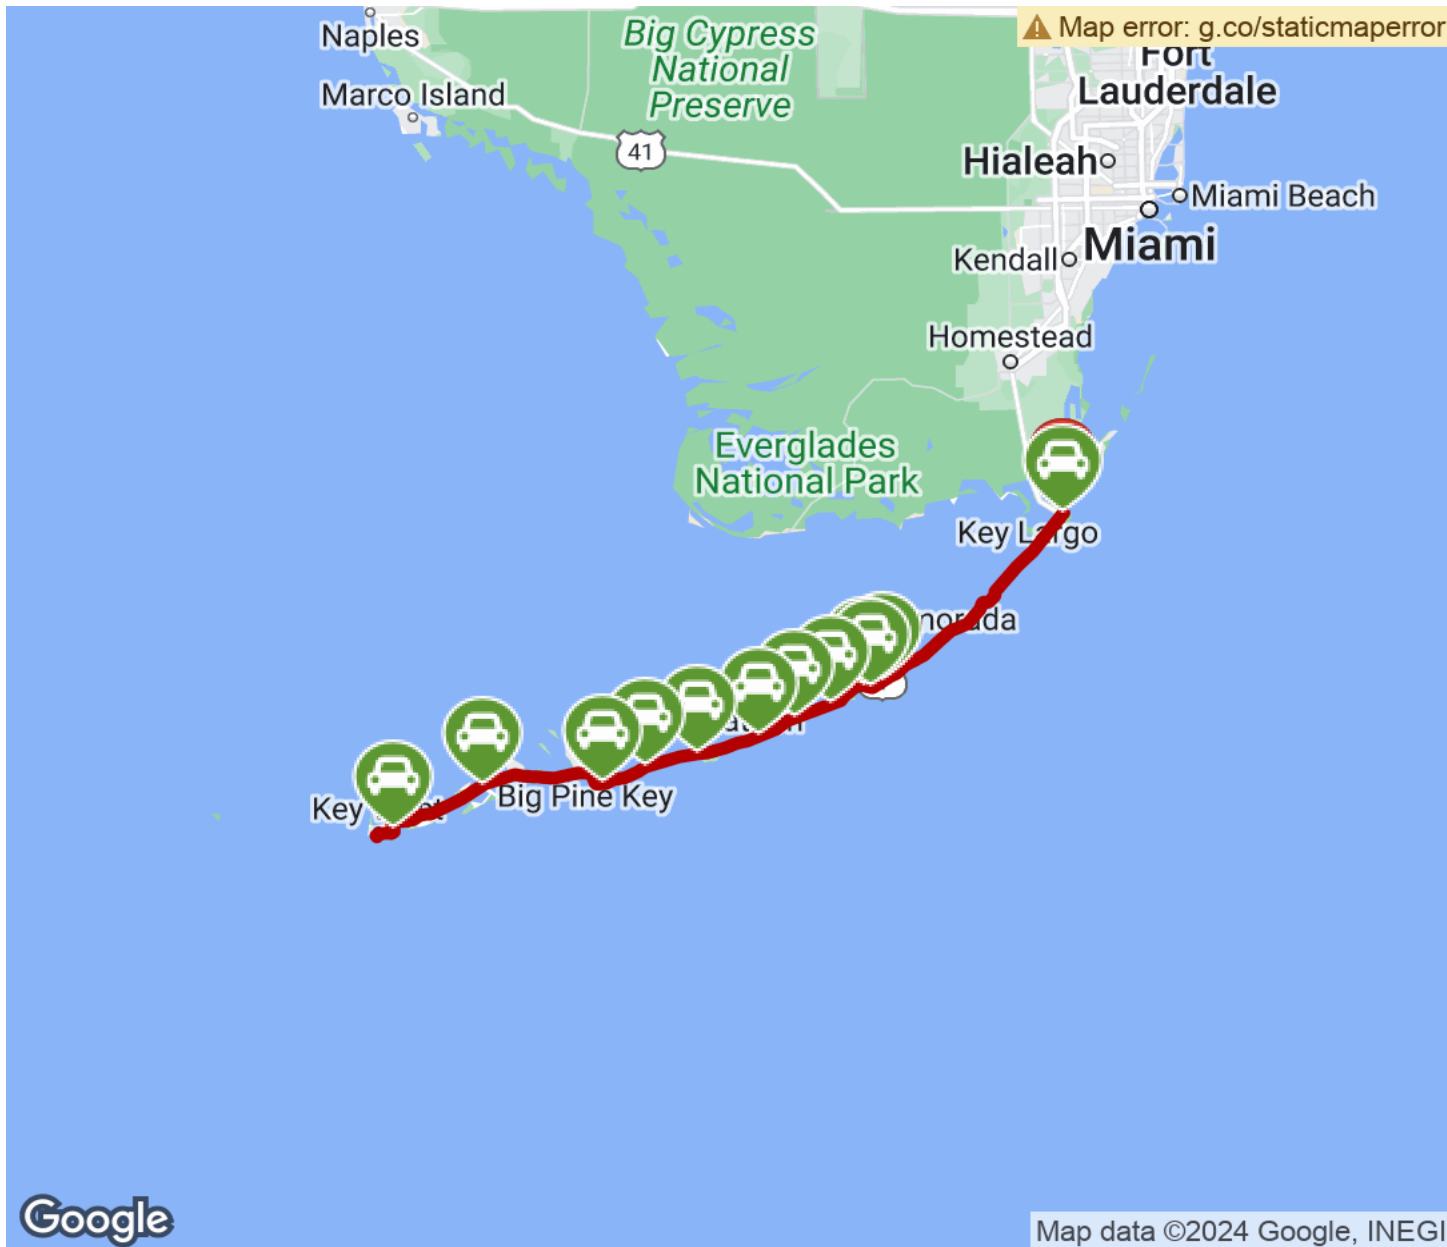 Map error: g.co/staticmaperror
Naples
Big Cypress
National
Preserve
Fort
Lauderdale
Marco Island
41
Hialeah
Miami Beach
Miami
Kendall
Homestead
Everglades
National Park
Key Largo
Key
Big Pine Key
Google
Map data ©2024 Google, INEGI